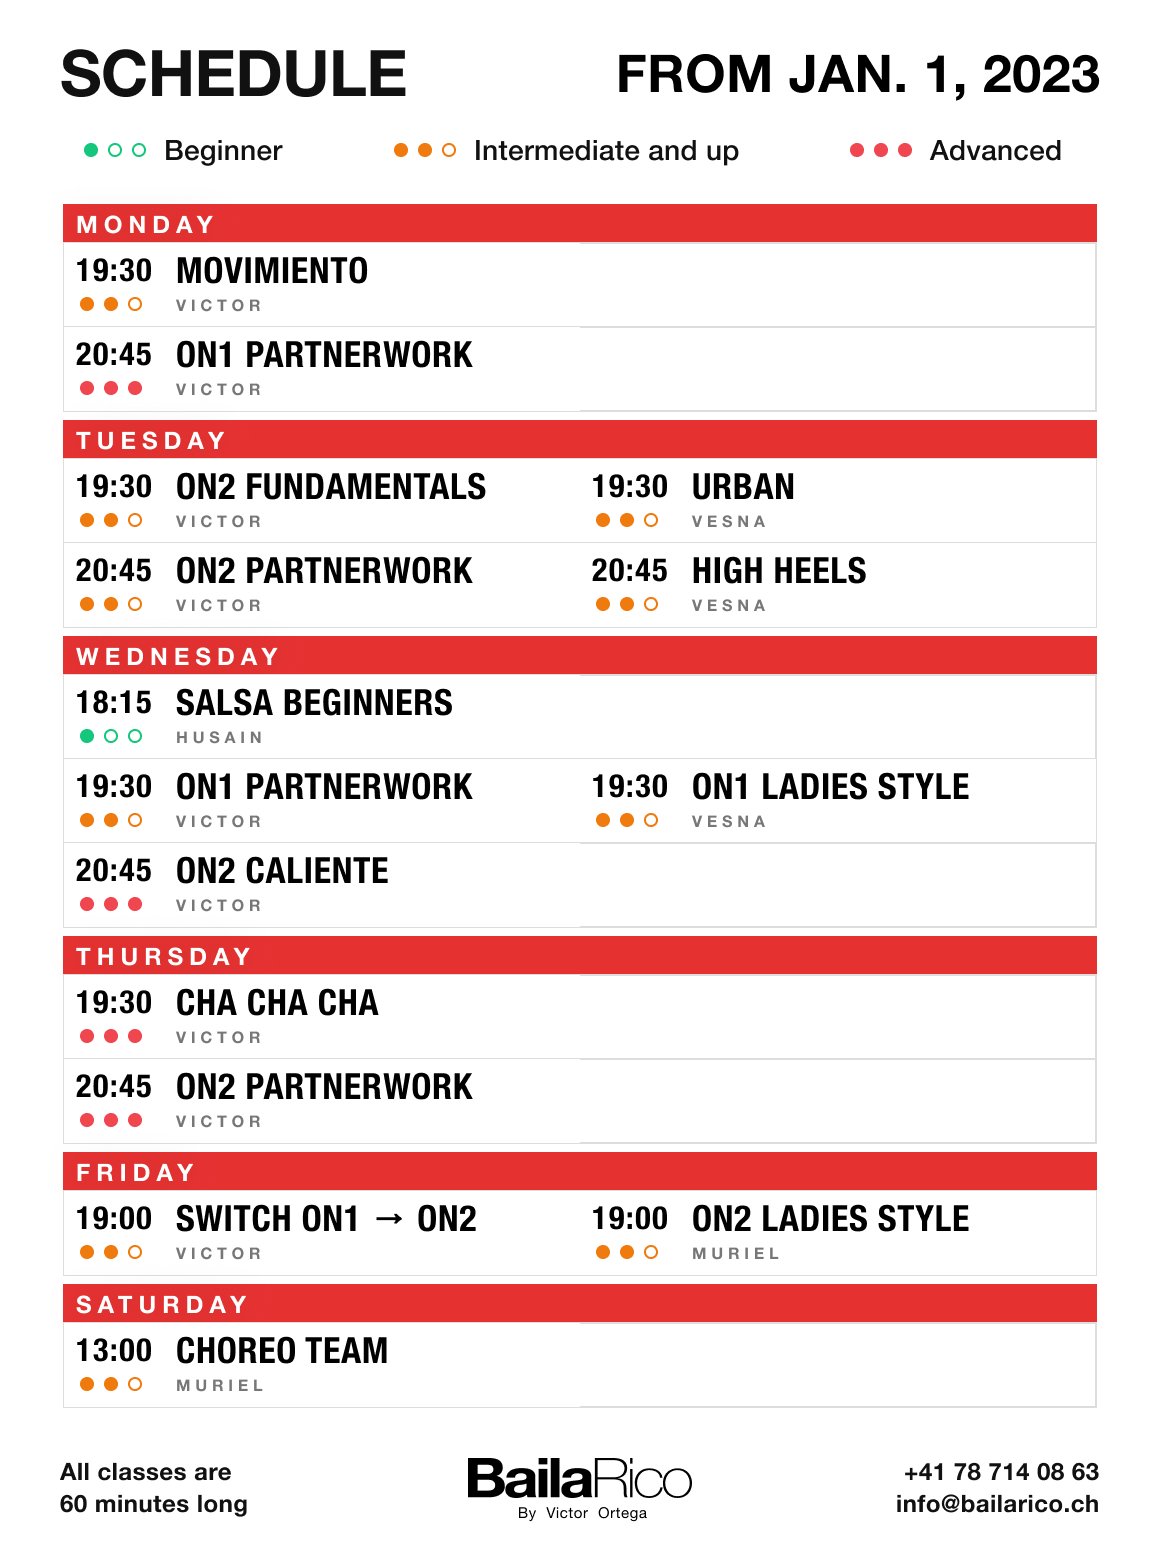 SCHEDULE
FROM JAN. 1, 2023
Beginner
Intermediate and up
Advanced
MONDAY
19:30 MOVIMIENTO
VICTOR
20:45 ON1 PARTNERWORK
VICTOR
TUESDAY
19:30 ON2 FUNDAMENTALS
VICTOR
19:30 URBAN
VESNA
20:45 ON2 PARTNERWORK
VICTOR
20:45 HIGH HEELS
VESNA
WEDNESDAY
18:15 SALSA BEGINNERS
HUSAIN
19:30 ON1 PARTNERWORK
VICTOR
19:30 ON1 LADIES STYLE
VESNA
20:45 ON2 CALIENTE
VICTOR
THURSDAY
19:30 CHA CHA CHA
VICTOR
20:45 ON2 PARTNERWORK
VICTOR
FRIDAY
19:00 SWITCH ON1 → ON2
VICTOR
19:00 ON2 LADIES STYLE
MURIEL
SATURDAY
13:00 CHOREO TEAM
MURIEL
All classes are
60 minutes long
BailaRico
By Victor Ortega
+41 78 714 08 63
info@bailarico.ch